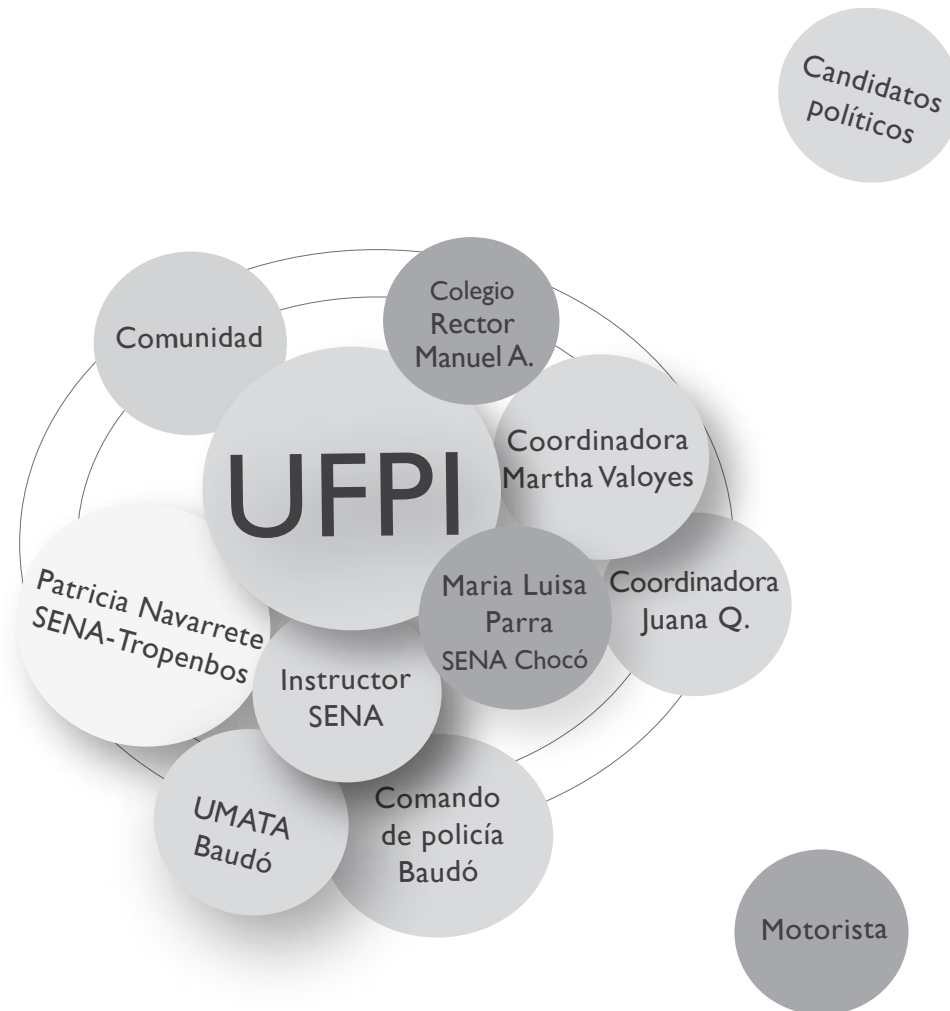 Candidatos
políticos
Comunidad
Colegio
Rector
Manuel A.
UFPI
Coordinadora
Martha Valoyes
Patricia Navarrete
SENA-Tropenbos
Maria Luisa
Parra
SENA Chocó
Coordinadora
Juana Q.
Instructor
SENA
UMATA
Baudó
Comando
de policía
Baudó
Motorista